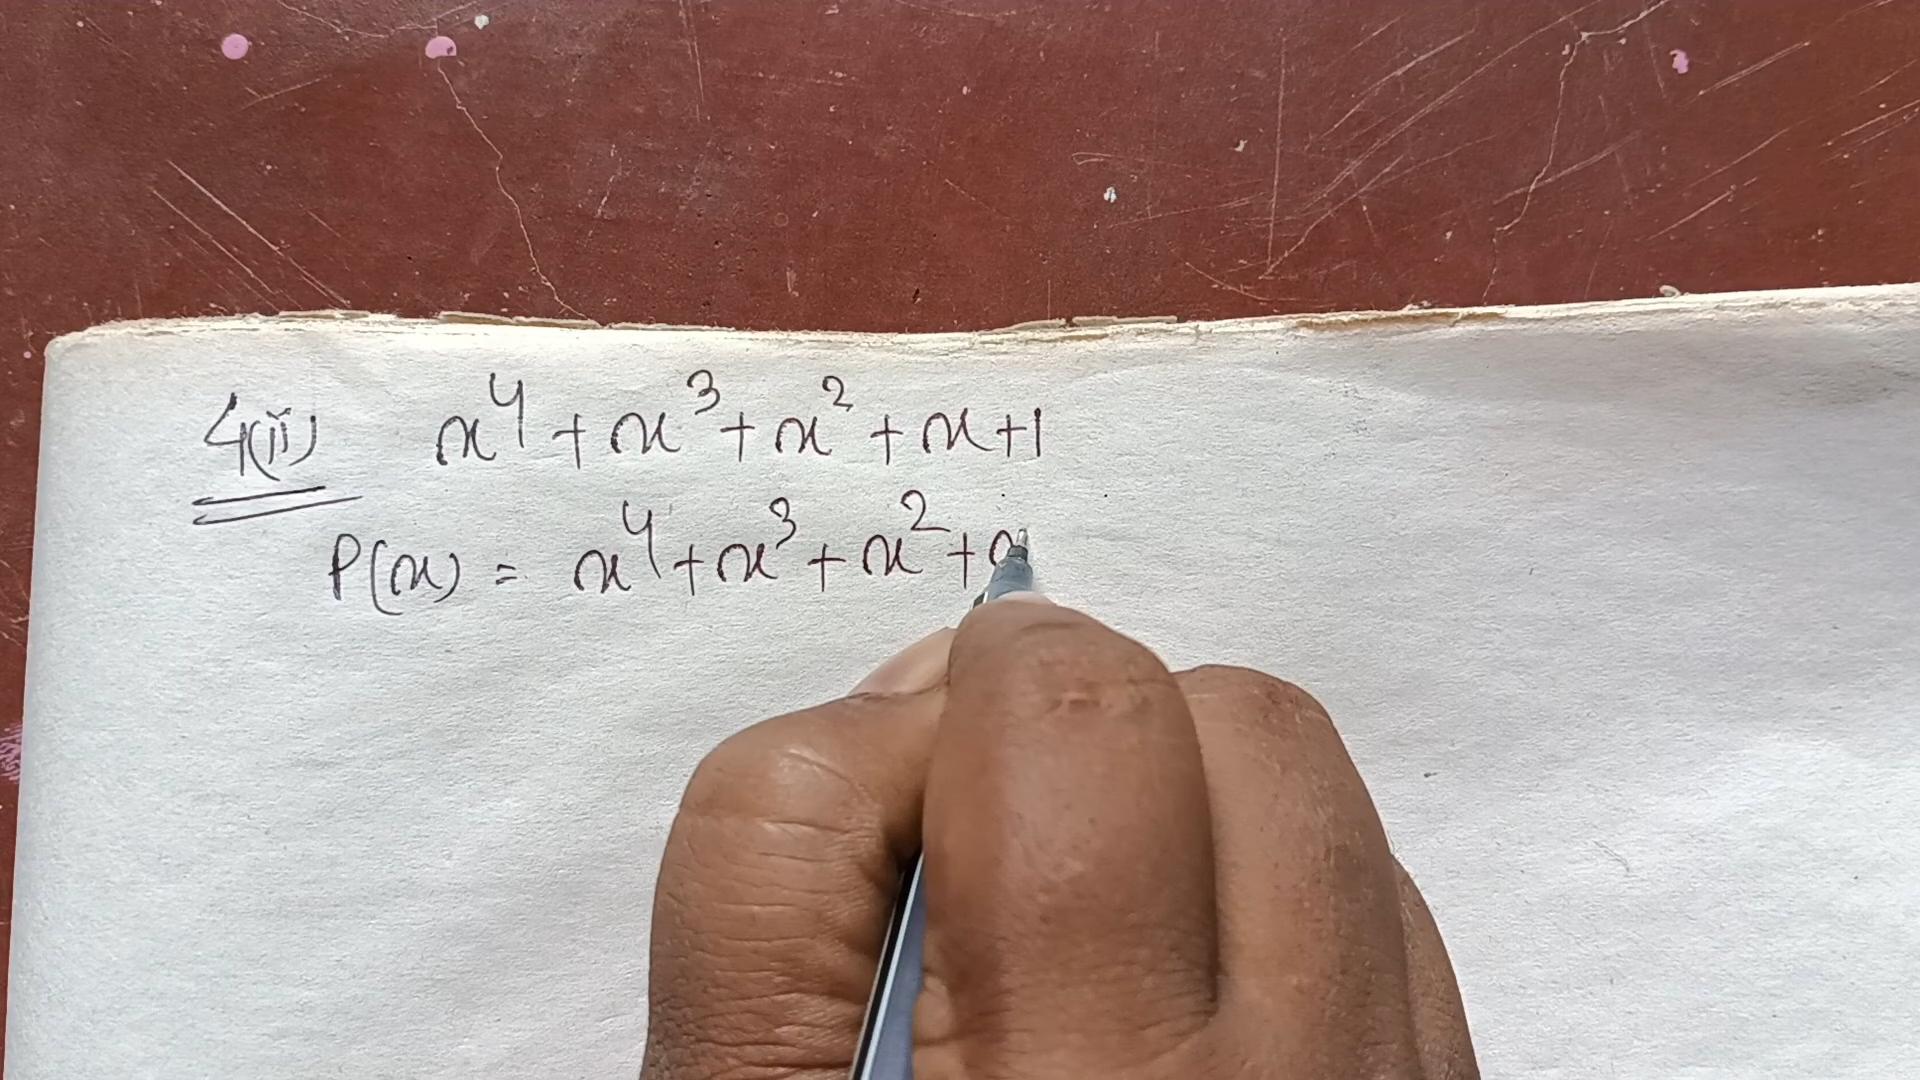 4(ii) x⁴ + x³ + x² + x + 1
P(x) = x⁴ + x³ + x² + x